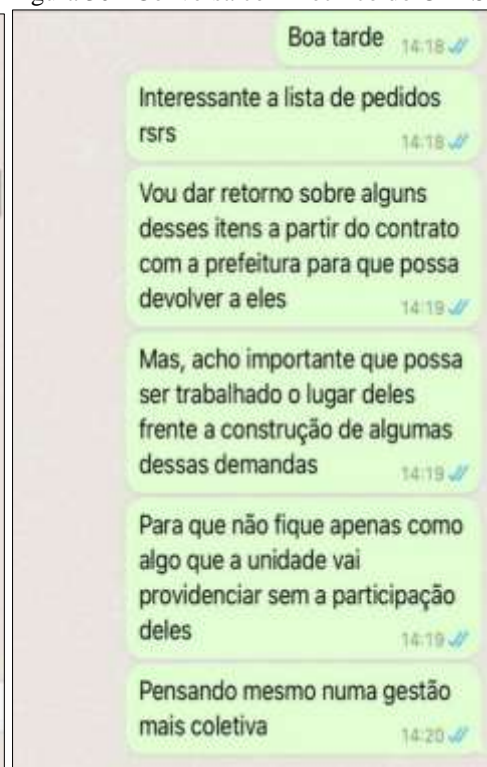 Boa tarde 14:18
Interessante a lista de pedidos
rsrs 14:18
Vou dar retorno sobre alguns
desses itens a partir do contrato
com a prefeitura para que possa
devolver a eles 14:19
Mas, acho importante que possa
ser trabalhado o lugar deles
frente a construção de algumas
dessas demandas 14:19
Para que não fique apenas como
algo que a unidade vai
providenciar sem a participação
deles 14:19
Pensando mesmo numa gestão
mais coletiva 14:20